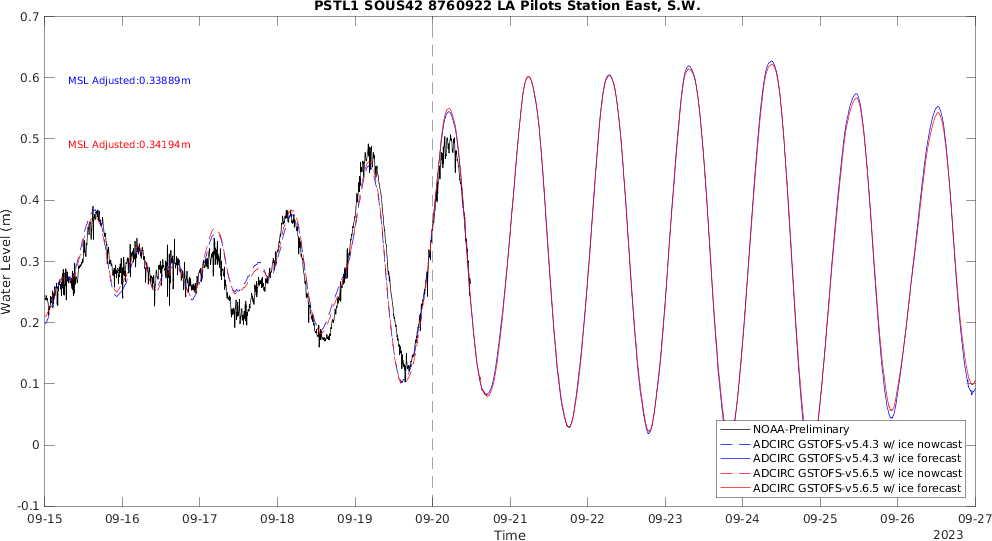 PSTL1 SOUS42 8760922 LA Pilots Station East, S.W.
0.7
0.6
0.5
0.4
0.3
0.2
0.1
0
-0.1
Water Level (m)
MSL Adjusted:0.33889m
MSL Adjusted:0.34194m
NOAA-Preliminary
ADCIRC GSTOFS-v5.4.3 w/ ice nowcast
ADCIRC GSTOFS-v5.4.3 w/ ice forecast
ADCIRC GSTOFS-v5.6.5 w/ ice nowcast
ADCIRC GSTOFS-v5.6.5 w/ ice forecast
09-15 09-16 09-17 09-18 09-19 09-20 09-21 09-22 09-23 09-24 09-25 09-26 09-27
Time
2023